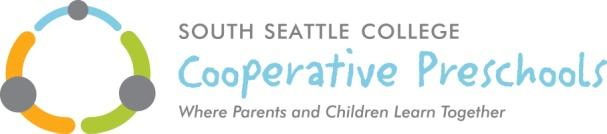 SOUTH SEATTLE COLLEGE
Cooperative Preschools
Where Parents and Children Learn Together